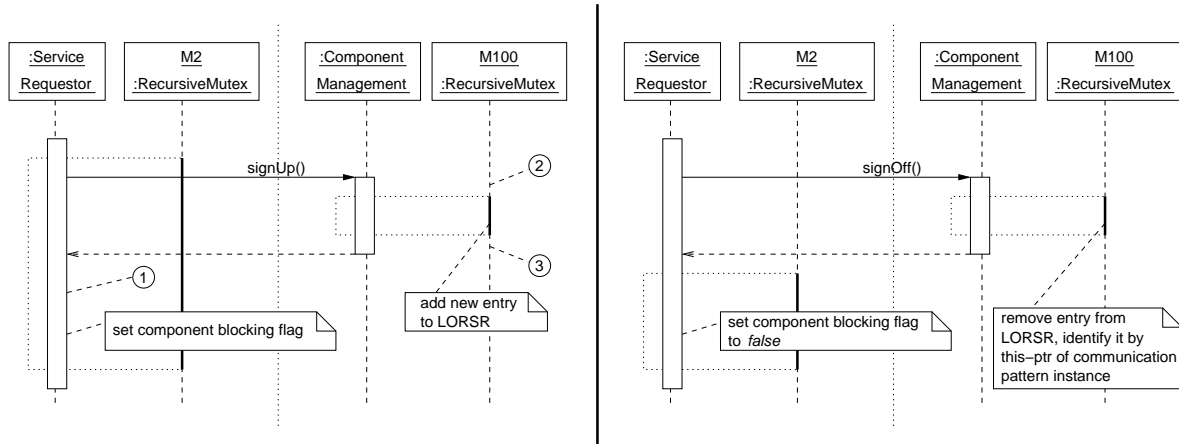 :Service
Requestor
M2
:RecursiveMutex
:Component
Management
M100
:RecursiveMutex
signUp()
2
3
1
add new entry
to LORSR
set component blocking flag
:Service
Requestor
M2
:RecursiveMutex
:Component
Management
M100
:RecursiveMutex
signOff()
set component blocking flag
to false
remove entry from
LORSR, identify it by
this−ptr of communication
pattern instance